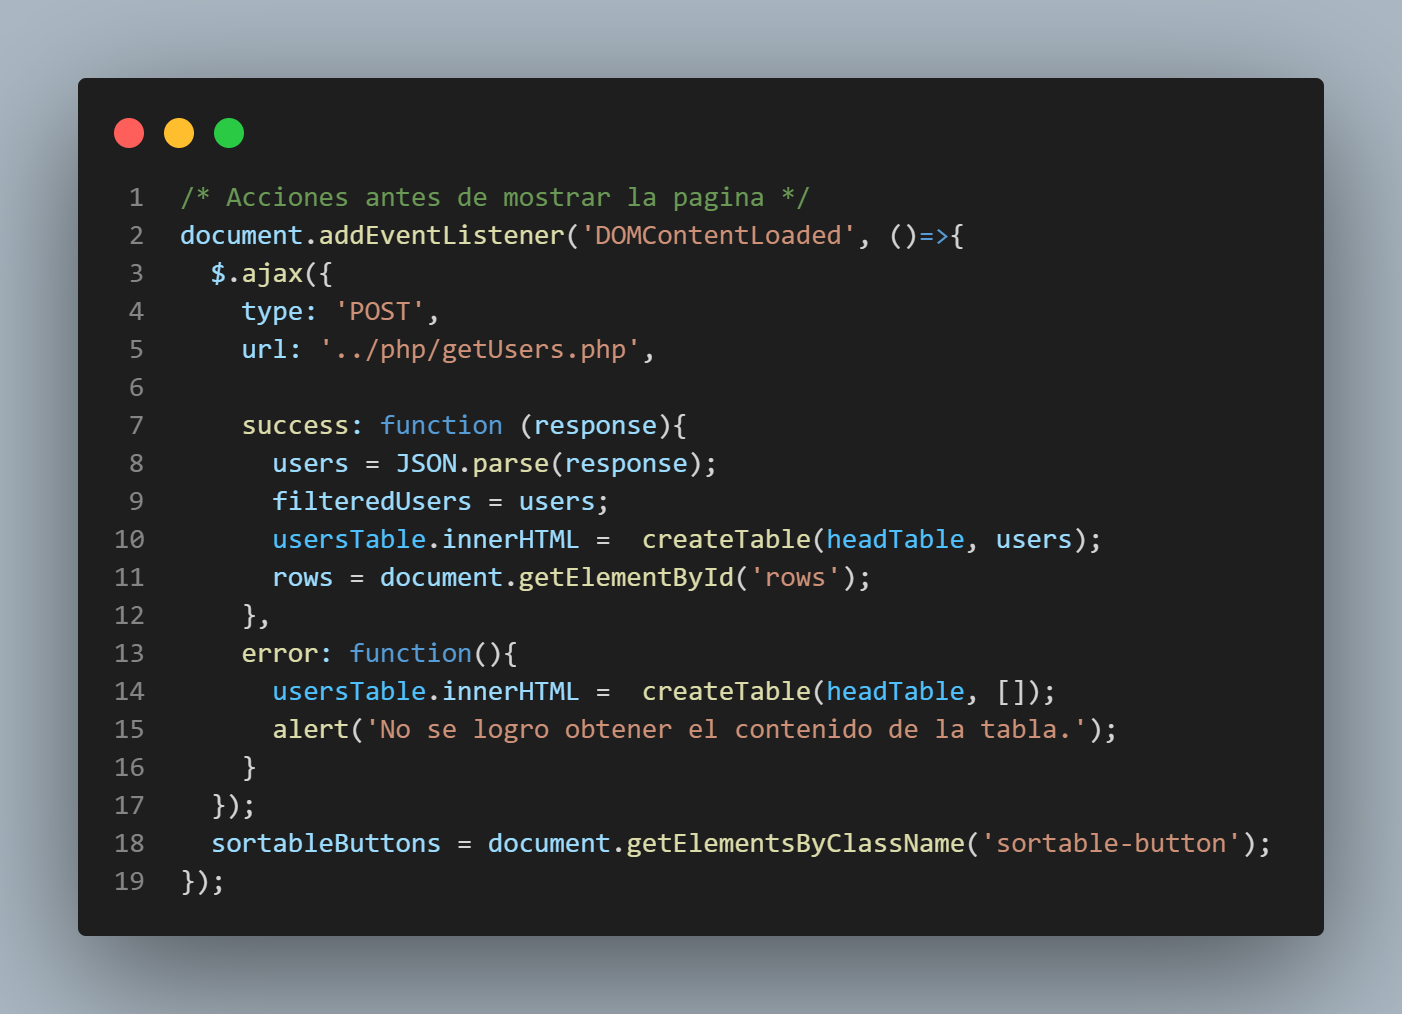 1 /* Acciones antes de mostrar la pagina */
2 document.addEventListener('DOMContentLoaded', ()=>{
3   $.ajax({
4     type: 'POST',
5     url: '../php/getUsers.php',
6
7     success: function (response){
8       users = JSON.parse(response);
9       filteredUsers = users;
10       usersTable.innerHTML =  createTable(headTable, users);
11       rows = document.getElementById('rows');
12     },
13     error: function(){
14       usersTable.innerHTML =  createTable(headTable, []);
15       alert('No se logro obtener el contenido de la tabla.');
16     }
17   });
18   sortableButtons = document.getElementsByClassName('sortable-button');
19 });